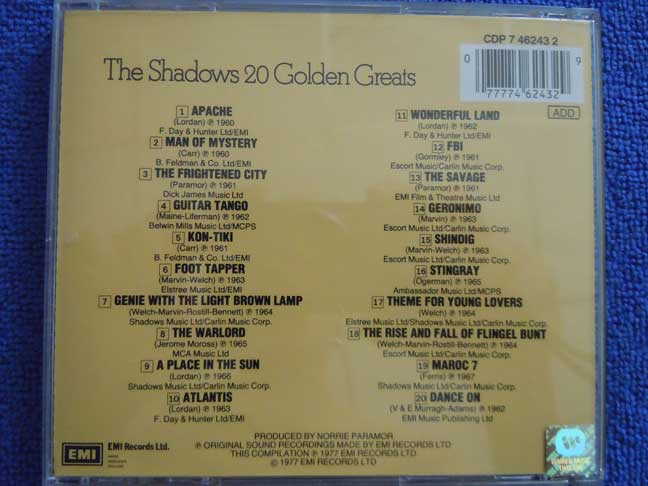 CDP 7 46243 2
0
9
77774 62432
The Shadows 20 Golden Greats
ADD
1 APACHE
(Lordan) ℗ 1960
F. Day & Hunter Ltd/EMI
2 MAN OF MYSTERY
(Carr) ℗ 1960
B. Feldman & Co. Ltd/EMI
3 THE FRIGHTENED CITY
(Paramor) ℗ 1961
Dick James Music Ltd
4 GUITAR TANGO
(Maine-Liferman) ℗ 1962
Belwin Mills Music Ltd/MCPS
5 KON-TIKI
(Carr) ℗ 1961
B. Feldman & Co. Ltd/EMI
6 FOOT TAPPER
(Marvin-Welch) ℗ 1963
Elstree Music Ltd/EMI
7 GENIE WITH THE LIGHT BROWN LAMP
(Welch-Marvin-Rostill-Bennett) ℗ 1964
Shadows Music Ltd/Carlin Music Corp.
8 THE WARLORD
(Jerome Moross) ℗ 1965
MCA Music Ltd
9 A PLACE IN THE SUN
(Lordan) ℗ 1966
Shadows Music Ltd/Carlin Music Corp.
10 ATLANTIS
(Lordan) ℗ 1963
F. Day & Hunter Ltd/EMI
11 WONDERFUL LAND
(Lordan) ℗ 1962
F. Day & Hunter Ltd/EMI
12 FBI
(Gormley) ℗ 1961
Escort Music/Carlin Music Corp.
13 THE SAVAGE
(Paramor) ℗ 1961
EMI Film & Theatre Music Ltd
14 GERONIMO
(Marvin) ℗ 1963
Escort Music Ltd/Carlin Music Corp.
15 SHINDIG
(Marvin-Welch) ℗ 1963
Escort Music Ltd/Carlin Music Corp.
16 STINGRAY
(Ogerman) ℗ 1965
Ambassador Music Ltd/MCPS
17 THEME FOR YOUNG LOVERS
(Welch) ℗ 1964
Elstree Music Ltd/Shadows Music Ltd/Carlin Music Corp.
18 THE RISE AND FALL OF FLINGEL BUNT
(Welch-Marvin-Rostill-Bennett) ℗ 1964
Escort Music Ltd/Carlin Music Corp.
19 MAROC 7
(Ferris) ℗ 1967
Shadows Music Ltd/Carlin Music Corp.
20 DANCE ON
(V & E Murragh-Adams) ℗ 1962
EMI Music Publishing Ltd
EMI
EMI Records Ltd.
PRODUCED BY NORRIE PARAMOR
℗ ORIGINAL SOUND RECORDINGS MADE BY EMI RECORDS LTD
THIS COMPILATION ℗ 1977 EMI RECORDS LTD
© 1977 EMI RECORDS LTD